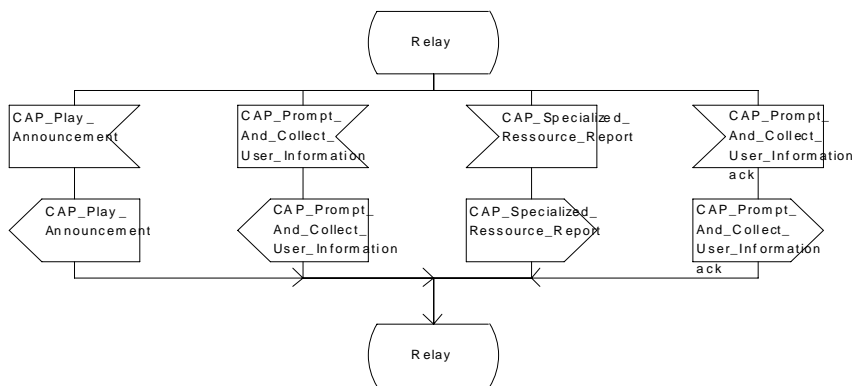 Relay
CAP_Play_
Announcement
CAP_Prompt_
And_Collect_
User_Information
CAP_Specialized_
Ressource_Report
CAP_Prompt_
And_Collect_
User_Information
ack
CAP_Play_
Announcement
CAP_Prompt_
And_Collect_
User_Information
CAP_Specialized_
Ressource_Report
CAP_Prompt_
And_Collect_
User_Information
ack
Relay